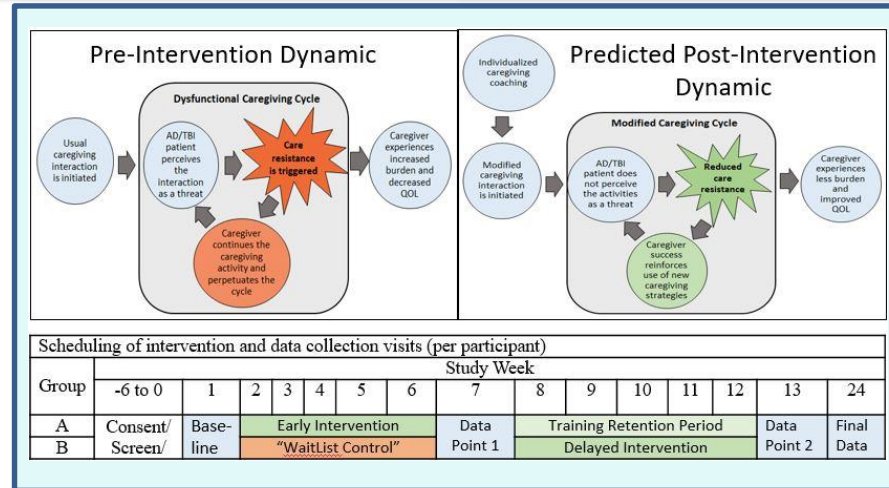 Pre-Intervention Dynamic
Dysfunctional Caregiving Cycle
Usual
caregiving
interaction
is initiated
AD/TBI
patient
perceives
the
interaction
as a threat
Care
resistance
is triggered
Caregiver
experiences
increased
burden and
decreased
QOL
Caregiver
continues the
caregiving
activity and
perpetuates the
cycle
Predicted Post-Intervention
Dynamic
Individualized
caregiving
coaching
Modified Caregiving Cycle
Modified
caregiving
interaction is
initiated
AD/TBI
patient does
not perceive
the activities as
a threat
Reduced
care
resistance
Caregiver
experiences
less burden
and
improved
QOL
Caregiver
success
reinforces
use of new
caregiving
strategies
Scheduling of intervention and data collection visits (per participant)
Group
Study Week
-6 to 0 1 2 3 4 5 6 7 8 9 10 11 12 13 24
A Consent/ Base- Early Intervention Data Training Retention Period Data Final
B Screen/ line "WaitList Control" Point 1 Delayed Intervention Point 2 Data